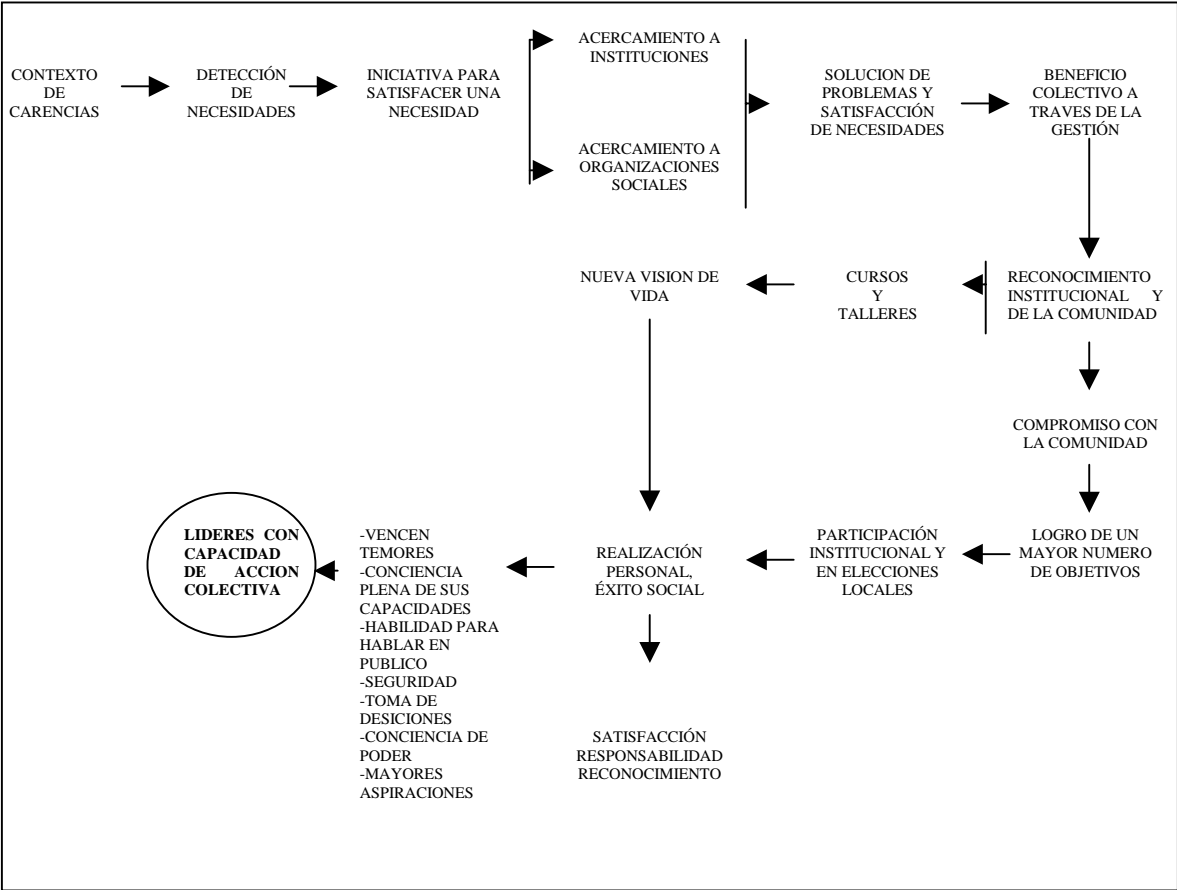 CONTEXTO
DE
CARENCIAS
DETECCIÓN
DE
NECESIDADES
INICIATIVA PARA
SATISFACER UNA
NECESIDAD
ACERCAMIENTO A
INSTITUCIONES
ACERCAMIENTO A
ORGANIZACIONES
SOCIALES
SOLUCION DE
PROBLEMAS Y
SATISFACCIÓN
DE NECESIDADES
BENEFICIO
COLECTIVO A
TRAVES DE LA
GESTIÓN
RECONOCIMIENTO
INSTITUCIONAL Y
DE LA COMUNIDAD
CURSOS
Y
TALLERES
NUEVA VISION DE
VIDA
COMPROMISO CON
LA COMUNIDAD
LOGRO DE UN
MAYOR NUMERO
DE OBJETIVOS
PARTICIPACIÓN
INSTITUCIONAL Y
EN ELECCIONES
LOCALES
REALIZACIÓN
PERSONAL,
ÉXITO SOCIAL
SATISFACCIÓN
RESPONSABILIDAD
RECONOCIMIENTO
-VENCEN
TEMORES
-CONCIENCIA
PLENA DE SUS
CAPACIDADES
-HABILIDAD PARA
HABLAR EN
PUBLICO
-SEGURIDAD
-TOMA DE
DESICIONES
-CONCIENCIA DE
PODER
-MAYORES
ASPIRACIONES
LIDERES CON
CAPACIDAD
DE ACCION
COLECTIVA